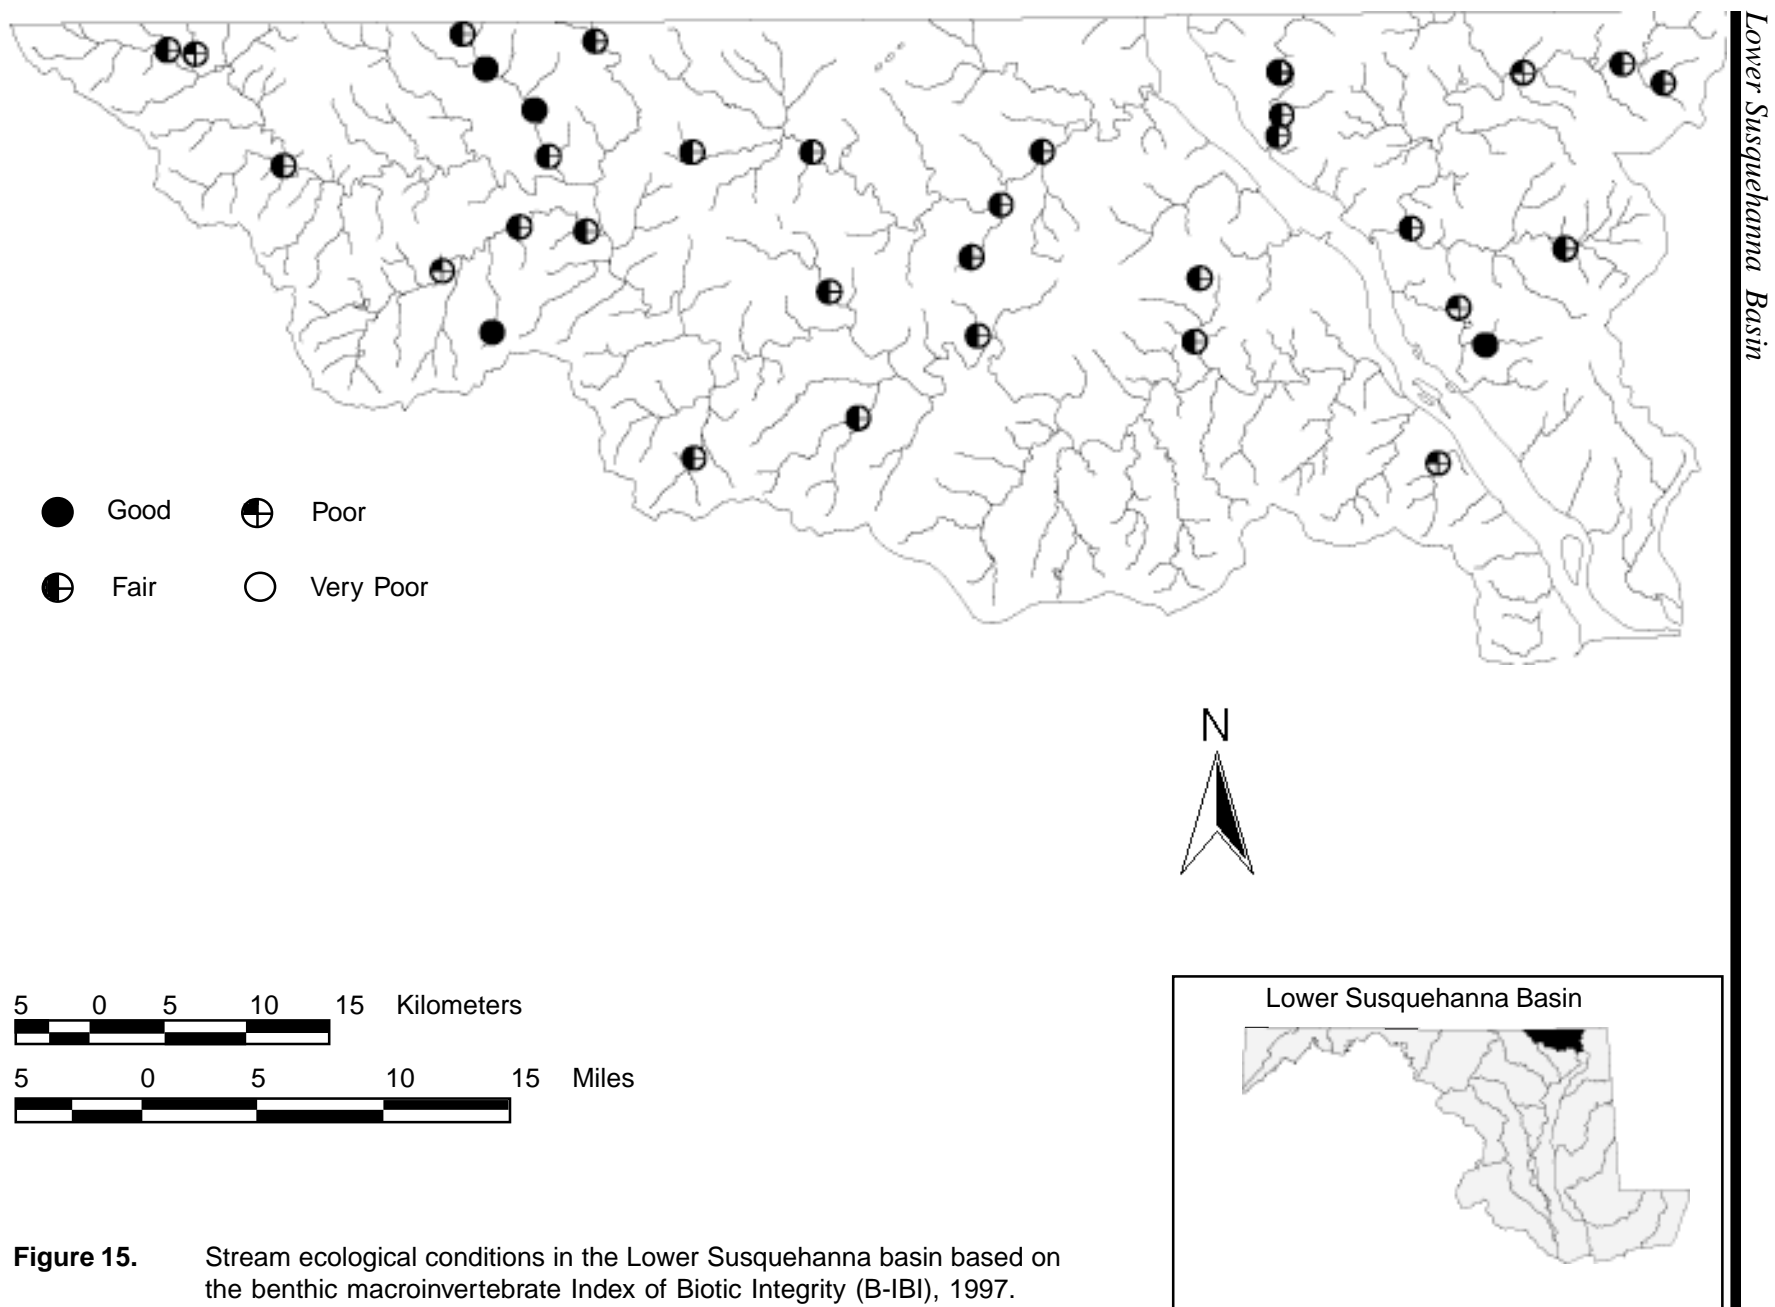 Lower Susquehanna Basin
Good
Poor
Fair
Very Poor
N
5 0 5 10 15 Kilometers
5 0 5 10 15 Miles
Lower Susquehanna Basin
Figure 15. Stream ecological conditions in the Lower Susquehanna basin based on
the benthic macroinvertebrate Index of Biotic Integrity (B-IBI), 1997.